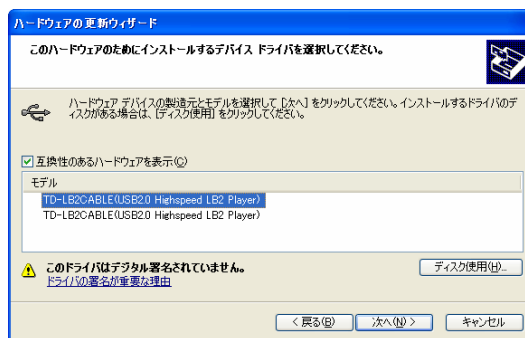 ハードウェアの更新ウィザード
このハードウェアのためにインストールするデバイス ドライバを選択してください。
ハードウェア デバイスの製造元とモデルを選択して [次へ] をクリックしてください。インストールするドライバのデ
ィスクがある場合は、[ディスク使用] をクリックしてください。
互換性のあるハードウェアを表示(C)
モデル
TD-LB2CABLE(USB2.0 Highspeed LB2 Player)
TD-LB2CABLE(USB2.0 Highspeed LB2 Player)
このドライバはデジタル署名されていません。
ディスク使用(H)...
ドライバの署名が重要な理由
< 戻る(B)
次へ(N) >
キャンセル